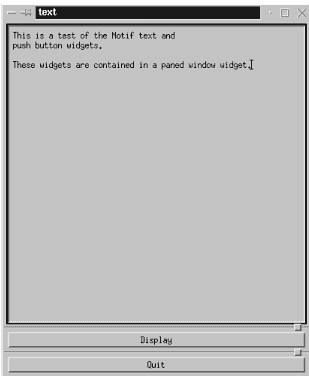 text
This is a test of the Motif text and
push button widgets.
These widgets are contained in a paned window widget.
Display
Quit